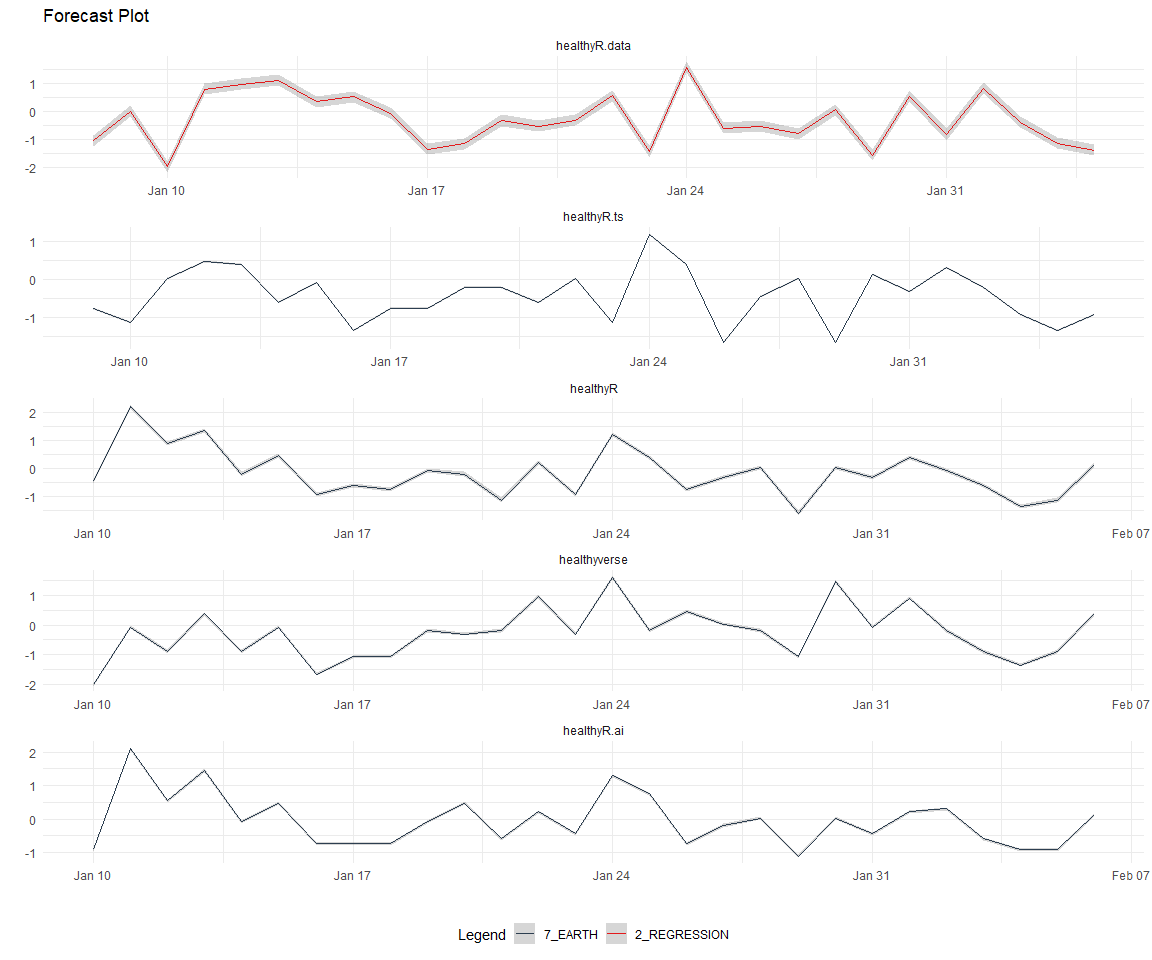 Forecast Plot
healthyR.data
1
0
-1
-2
Jan 10 Jan 17 Jan 24 Jan 31
healthyR.ts
1
0
-1
Jan 10 Jan 17 Jan 24 Jan 31
healthyR
2
1
0
-1
Jan 10 Jan 17 Jan 24 Jan 31 Feb 07
healthyverse
1
0
-1
-2
Jan 10 Jan 17 Jan 24 Jan 31 Feb 07
healthyR.ai
2
1
0
-1
Jan 10 Jan 17 Jan 24 Jan 31 Feb 07
Legend 7_EARTH 2_REGRESSION